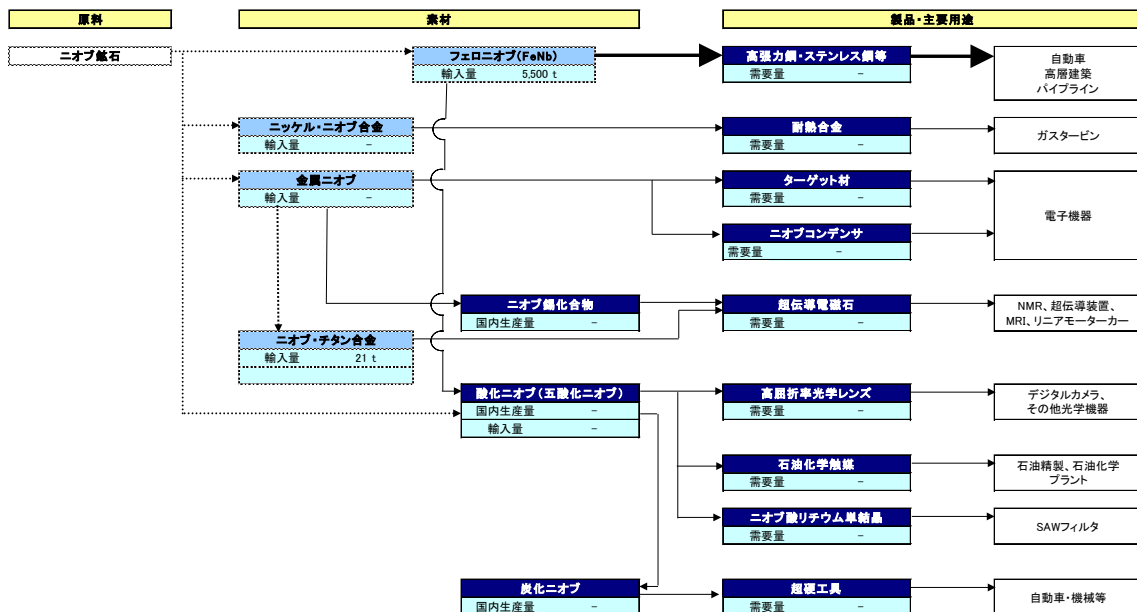 原料
素材
製品・主要用途
ニオブ鉱石
フェロニオブ(FeNb)
輸入量 5,500 t
高張力鋼・ステンレス鋼等
需要量 -
自動車
高層建築
パイプライン
ニッケル・ニオブ合金
輸入量 -
耐熱合金
需要量 -
ガスタービン
金属ニオブ
輸入量 -
ターゲット材
需要量 -
電子機器
ニオブコンデンサ
需要量 -
ニオブ錫化合物
国内生産量 -
超伝導電磁石
需要量 -
NMR、超伝導装置、
MRI、リニアモーターカー
ニオブ・チタン合金
輸入量 21 t
酸化ニオブ(五酸化ニオブ)
国内生産量 -
輸入量 -
高屈折率光学レンズ
需要量 -
デジタルカメラ、
その他光学機器
石油化学触媒
需要量 -
石油精製、石油化学
プラント
ニオブ酸リチウム単結晶
需要量 -
SAWフィルタ
炭化ニオブ
国内生産量 -
超硬工具
需要量 -
自動車・機械等